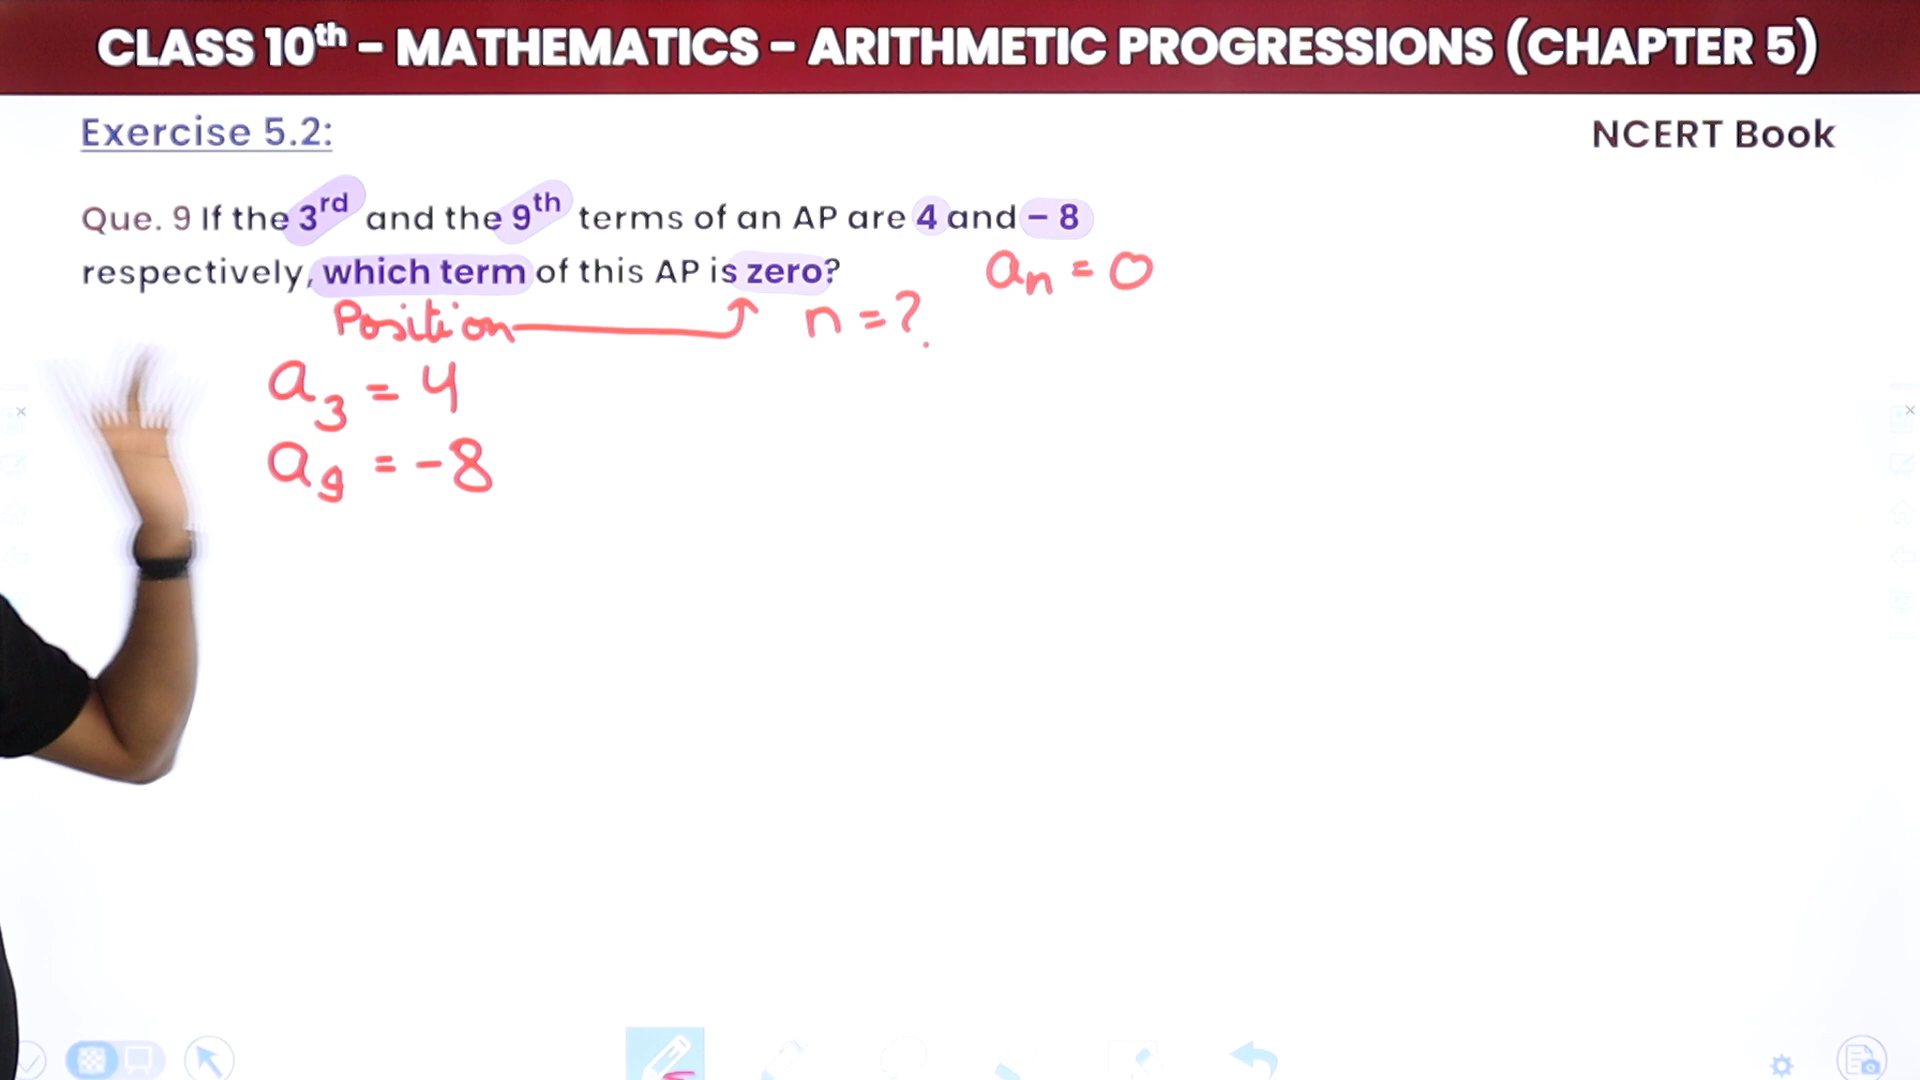 CLASS 10th – MATHEMATICS – ARITHMETIC PROGRESSIONS (CHAPTER 5)
Exercise 5.2:
NCERT Book
Que. 9 If the 3rd and the 9th terms of an AP are 4 and – 8
respectively, which term of this AP is zero?
an = 0
Position n = ?
a3 = 4
a9 = -8